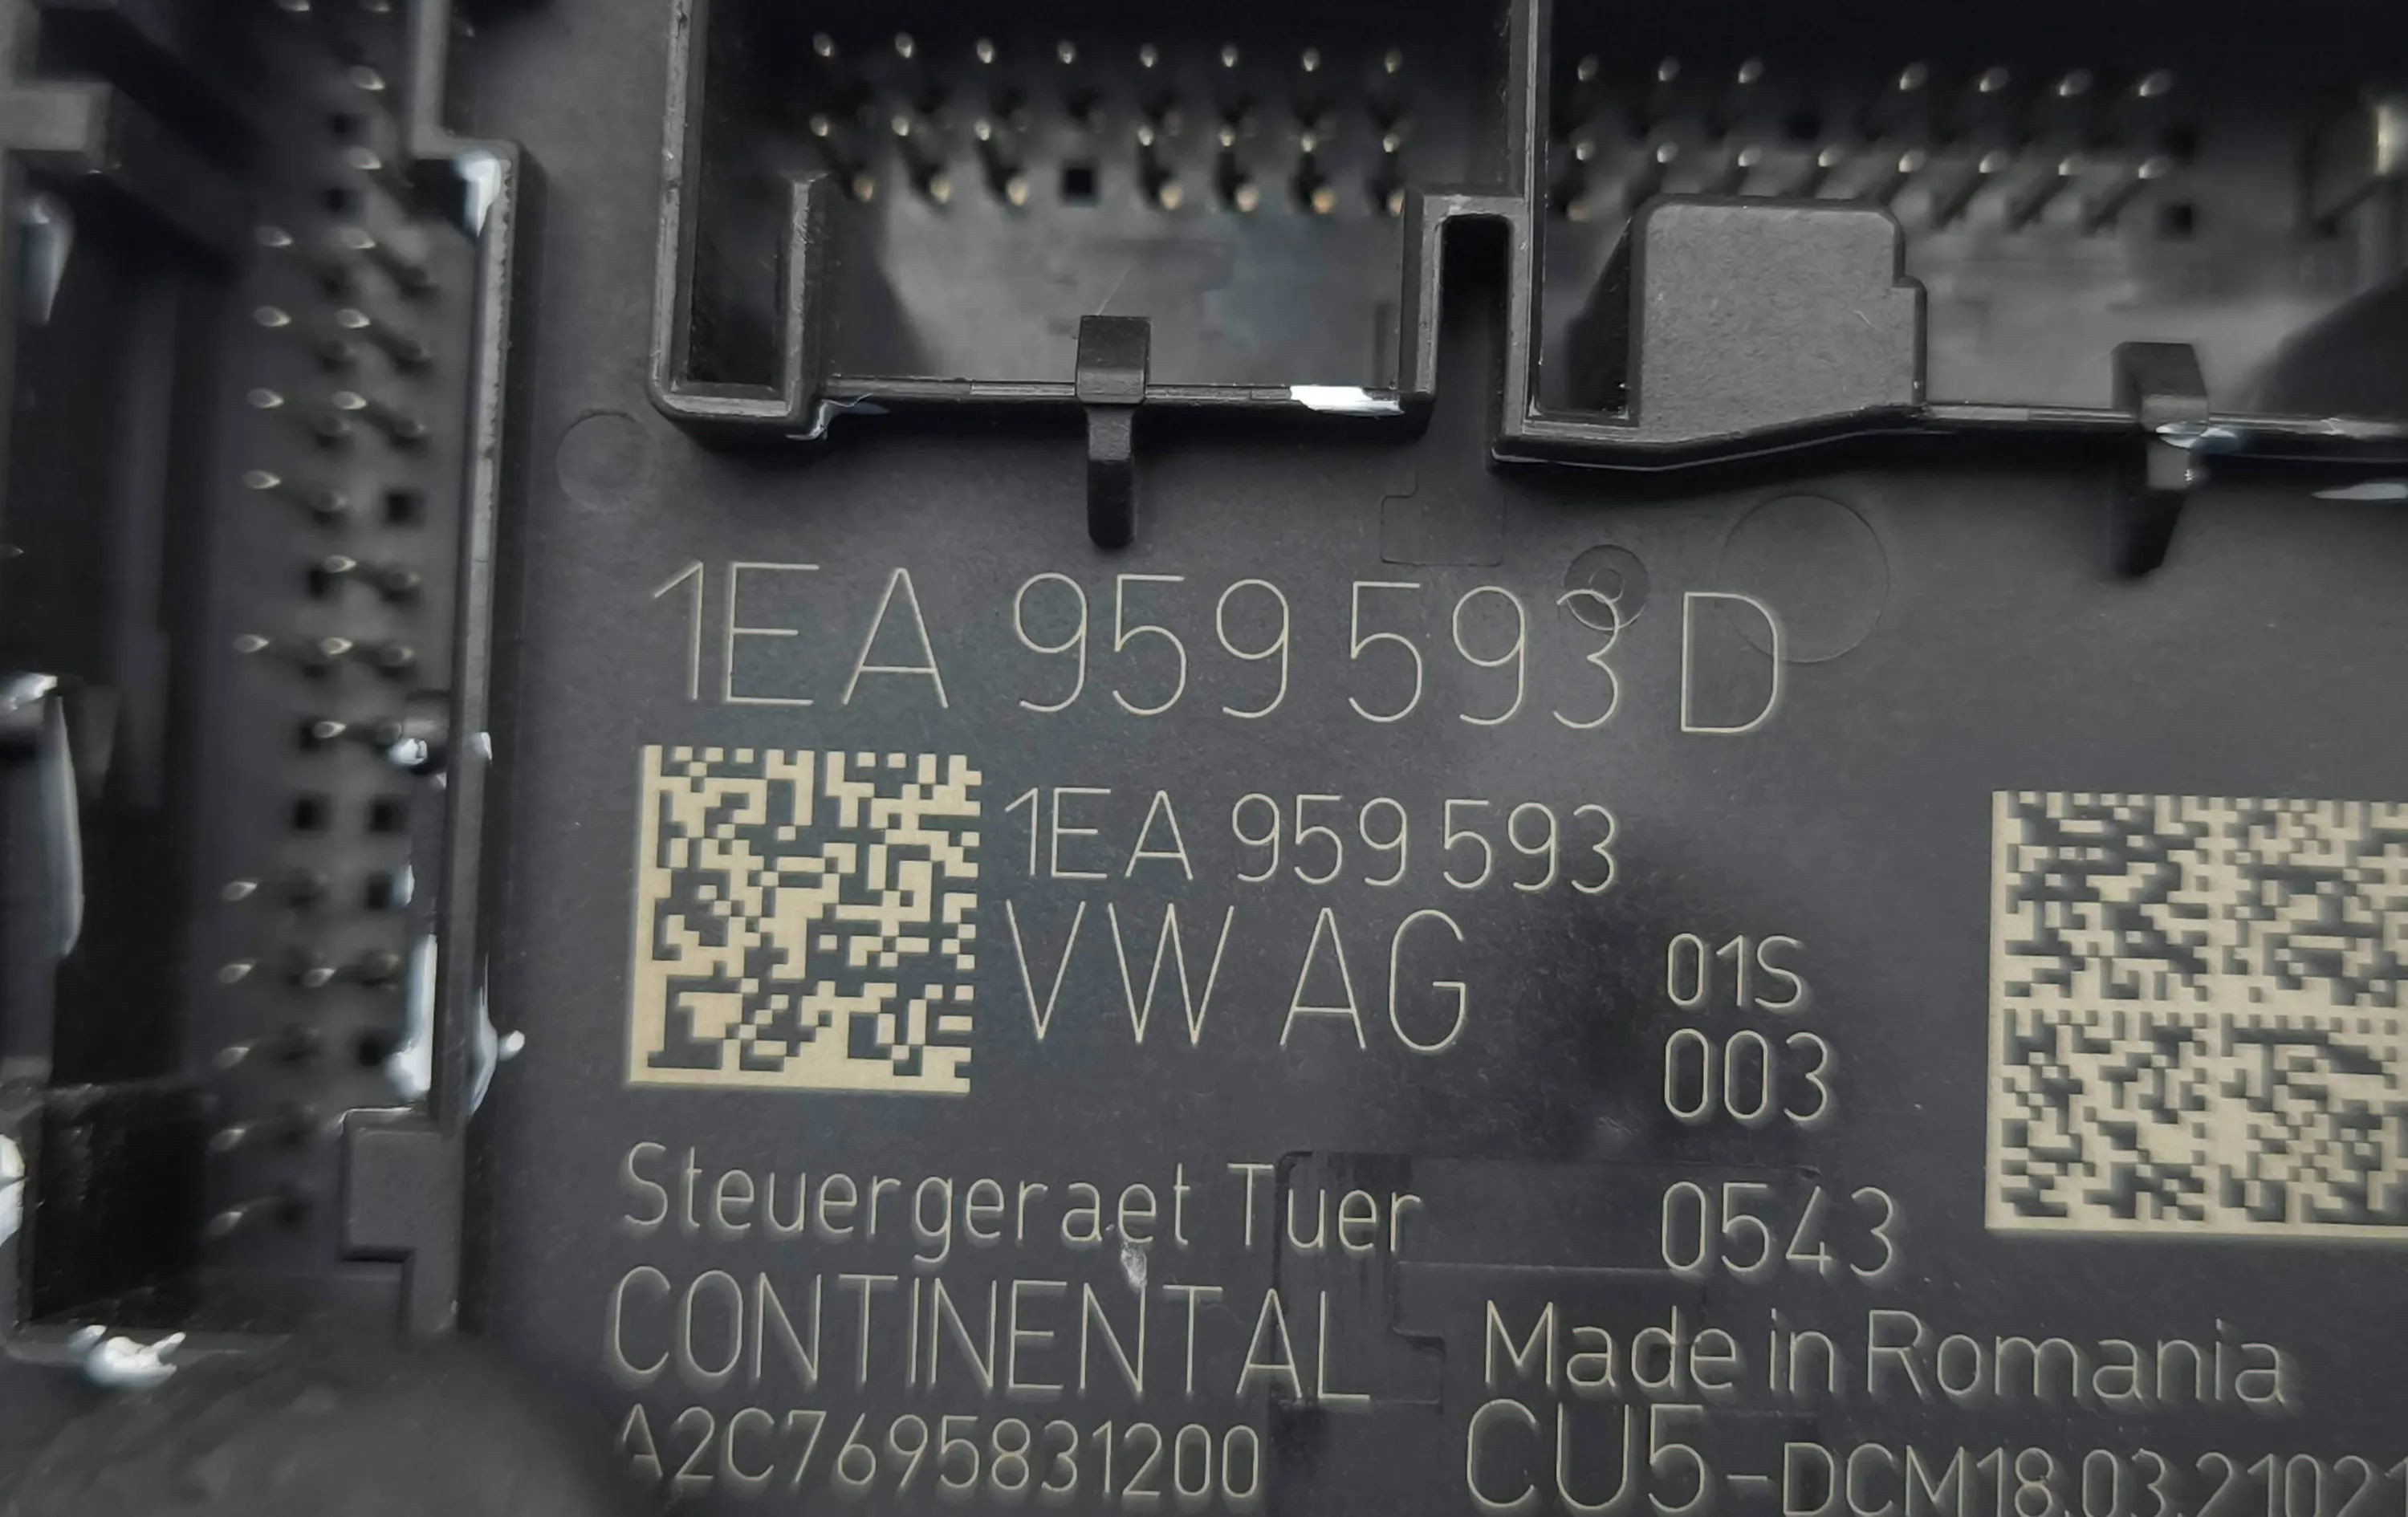 1EA 959 593 D
1EA 959 593
VW AG
01S
003
Steuergeraet Tuer
0543
CONTINENTAL
Made in Romania
A2C7695831200
CU5-DCM18.03.21021